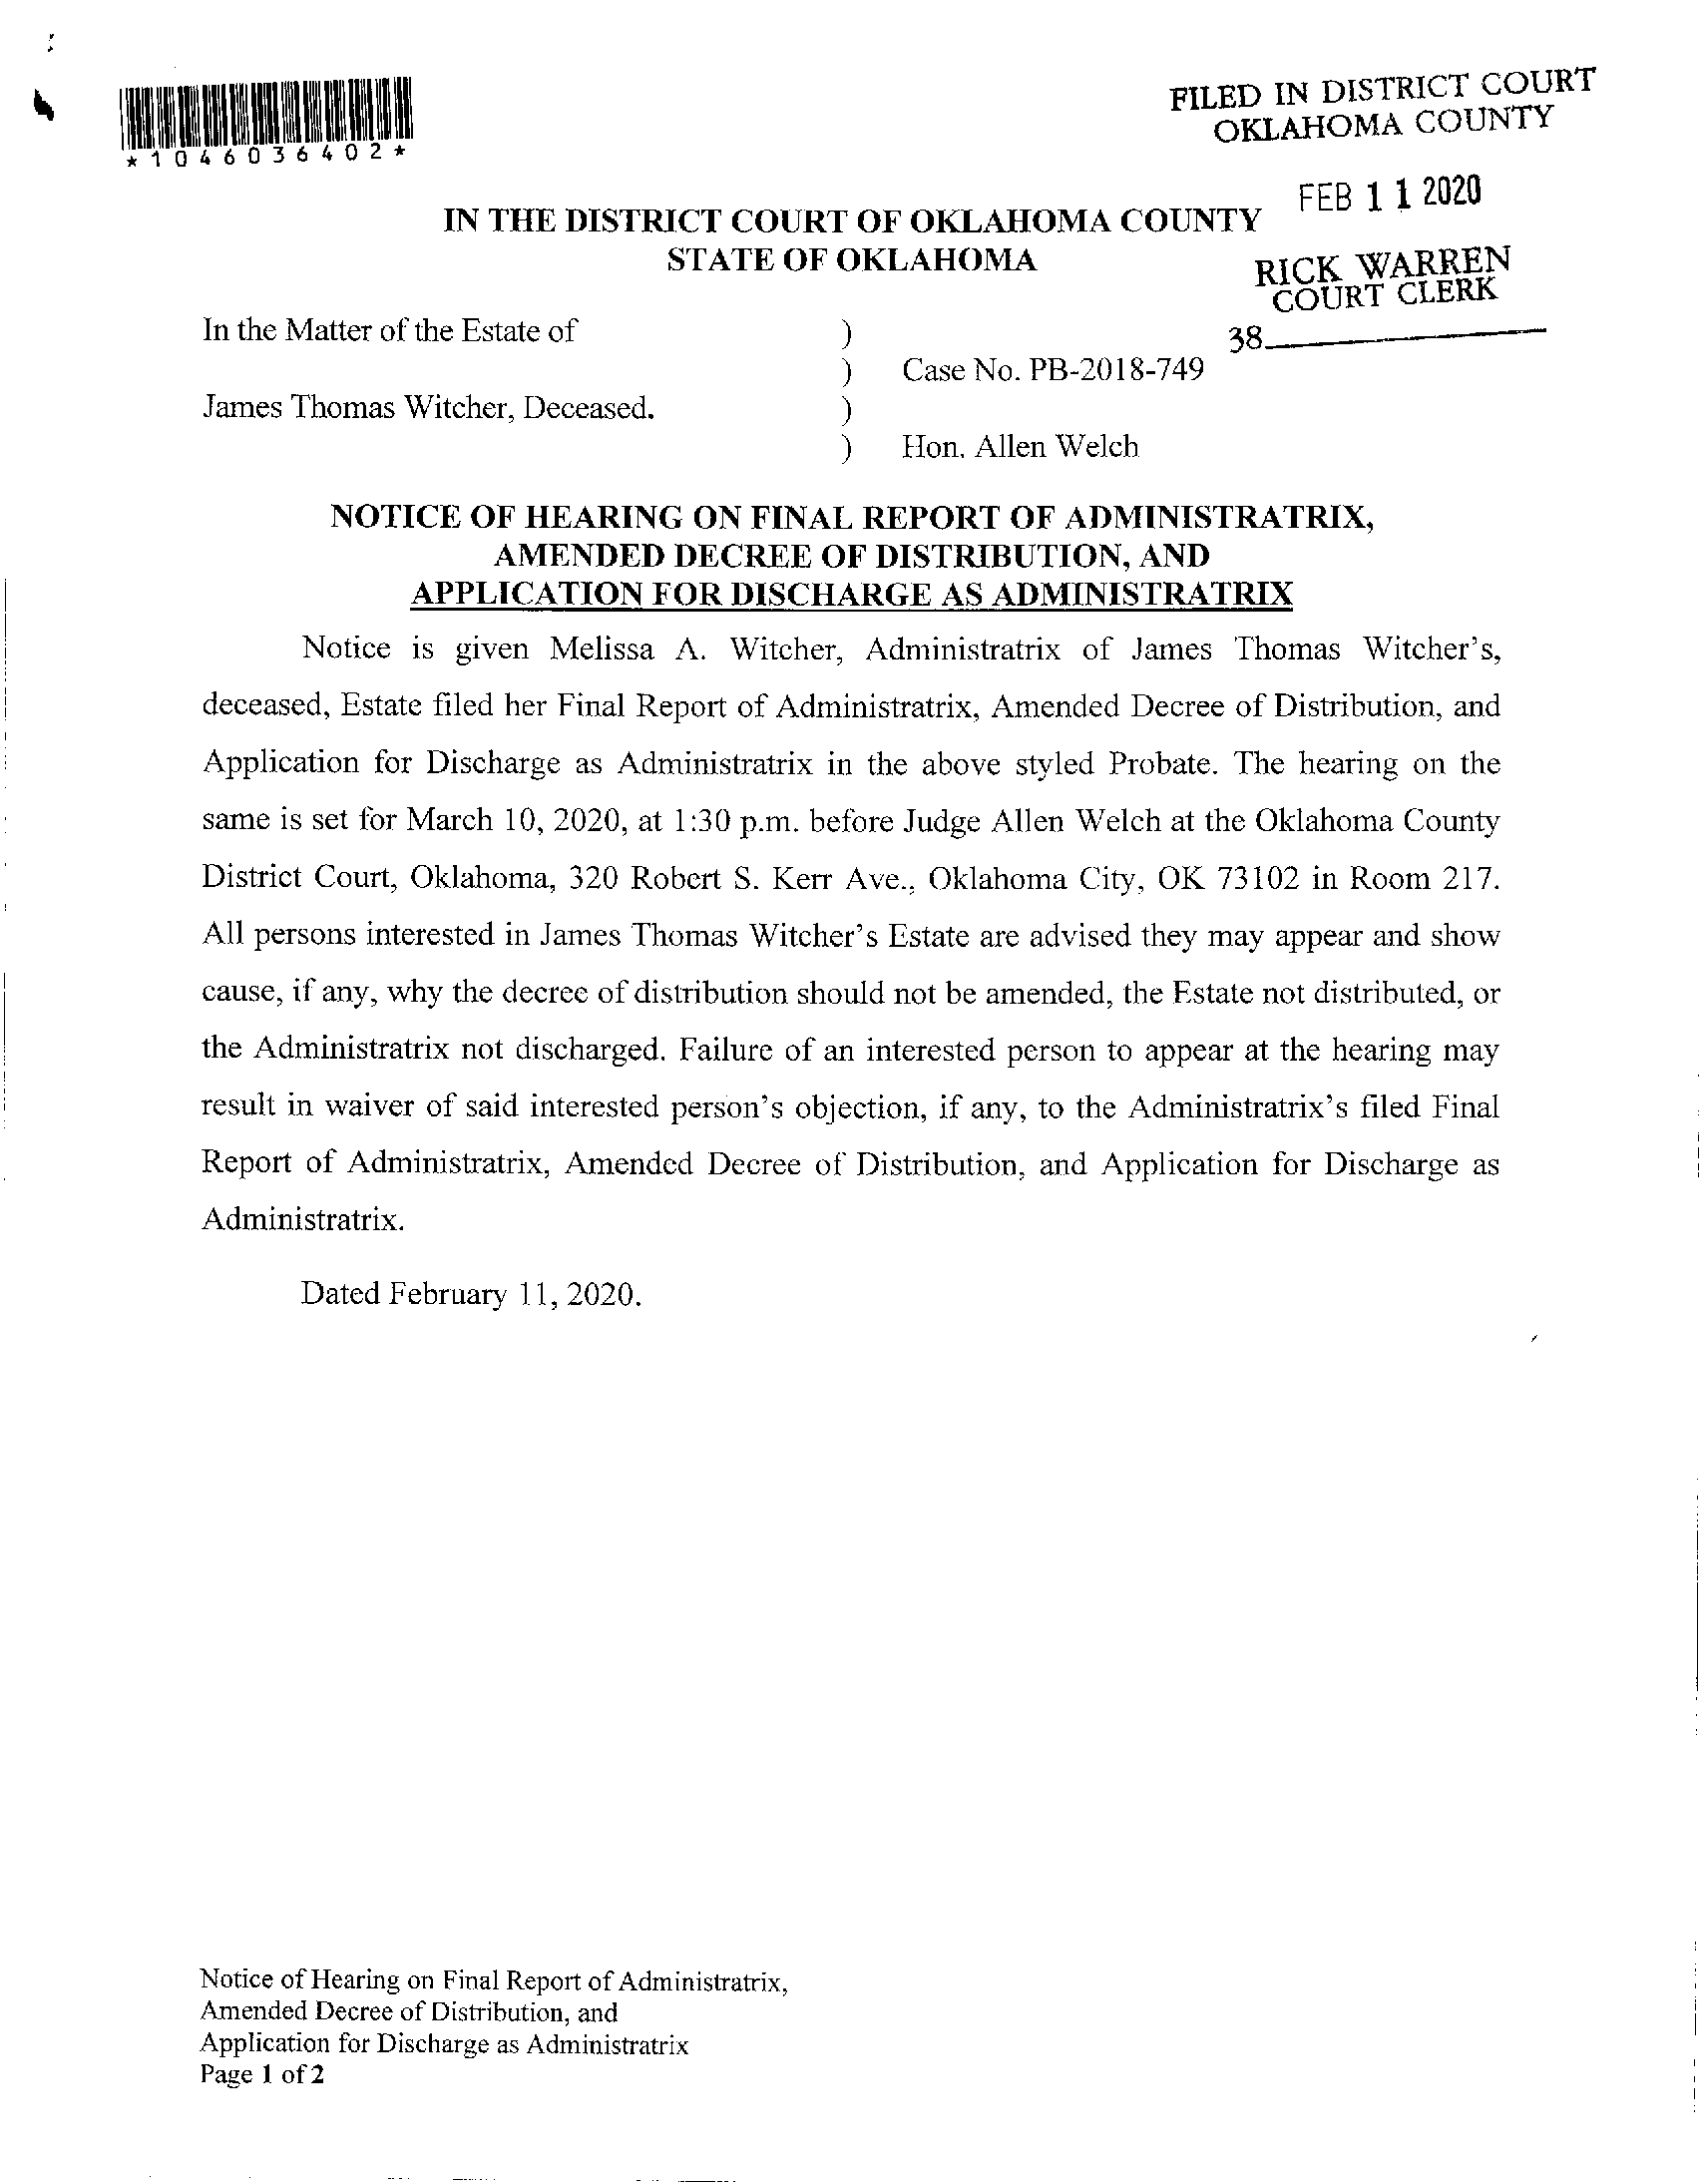 *1046036402*
FILED IN DISTRICT COURT
OKLAHOMA COUNTY
FEB 11 2020
RICK WARREN
COURT CLERK
38
IN THE DISTRICT COURT OF OKLAHOMA COUNTY
STATE OF OKLAHOMA
In the Matter of the Estate of )
) Case No. PB-2018-749
James Thomas Witcher, Deceased. )
) Hon. Allen Welch
NOTICE OF HEARING ON FINAL REPORT OF ADMINISTRATRIX,
AMENDED DECREE OF DISTRIBUTION, AND
APPLICATION FOR DISCHARGE AS ADMINISTRATRIX
Notice is given Melissa A. Witcher, Administratrix of James Thomas Witcher's,
deceased, Estate filed her Final Report of Administratrix, Amended Decree of Distribution, and
Application for Discharge as Administratrix in the above styled Probate. The hearing on the
same is set for March 10, 2020, at 1:30 p.m. before Judge Allen Welch at the Oklahoma County
District Court, Oklahoma, 320 Robert S. Kerr Ave., Oklahoma City, OK 73102 in Room 217.
All persons interested in James Thomas Witcher's Estate are advised they may appear and show
cause, if any, why the decree of distribution should not be amended, the Estate not distributed, or
the Administratrix not discharged. Failure of an interested person to appear at the hearing may
result in waiver of said interested person's objection, if any, to the Administratrix's filed Final
Report of Administratrix, Amended Decree of Distribution, and Application for Discharge as
Administratrix.
Dated February 11, 2020.
Notice of Hearing on Final Report of Administratrix,
Amended Decree of Distribution, and
Application for Discharge as Administratrix
Page 1 of 2